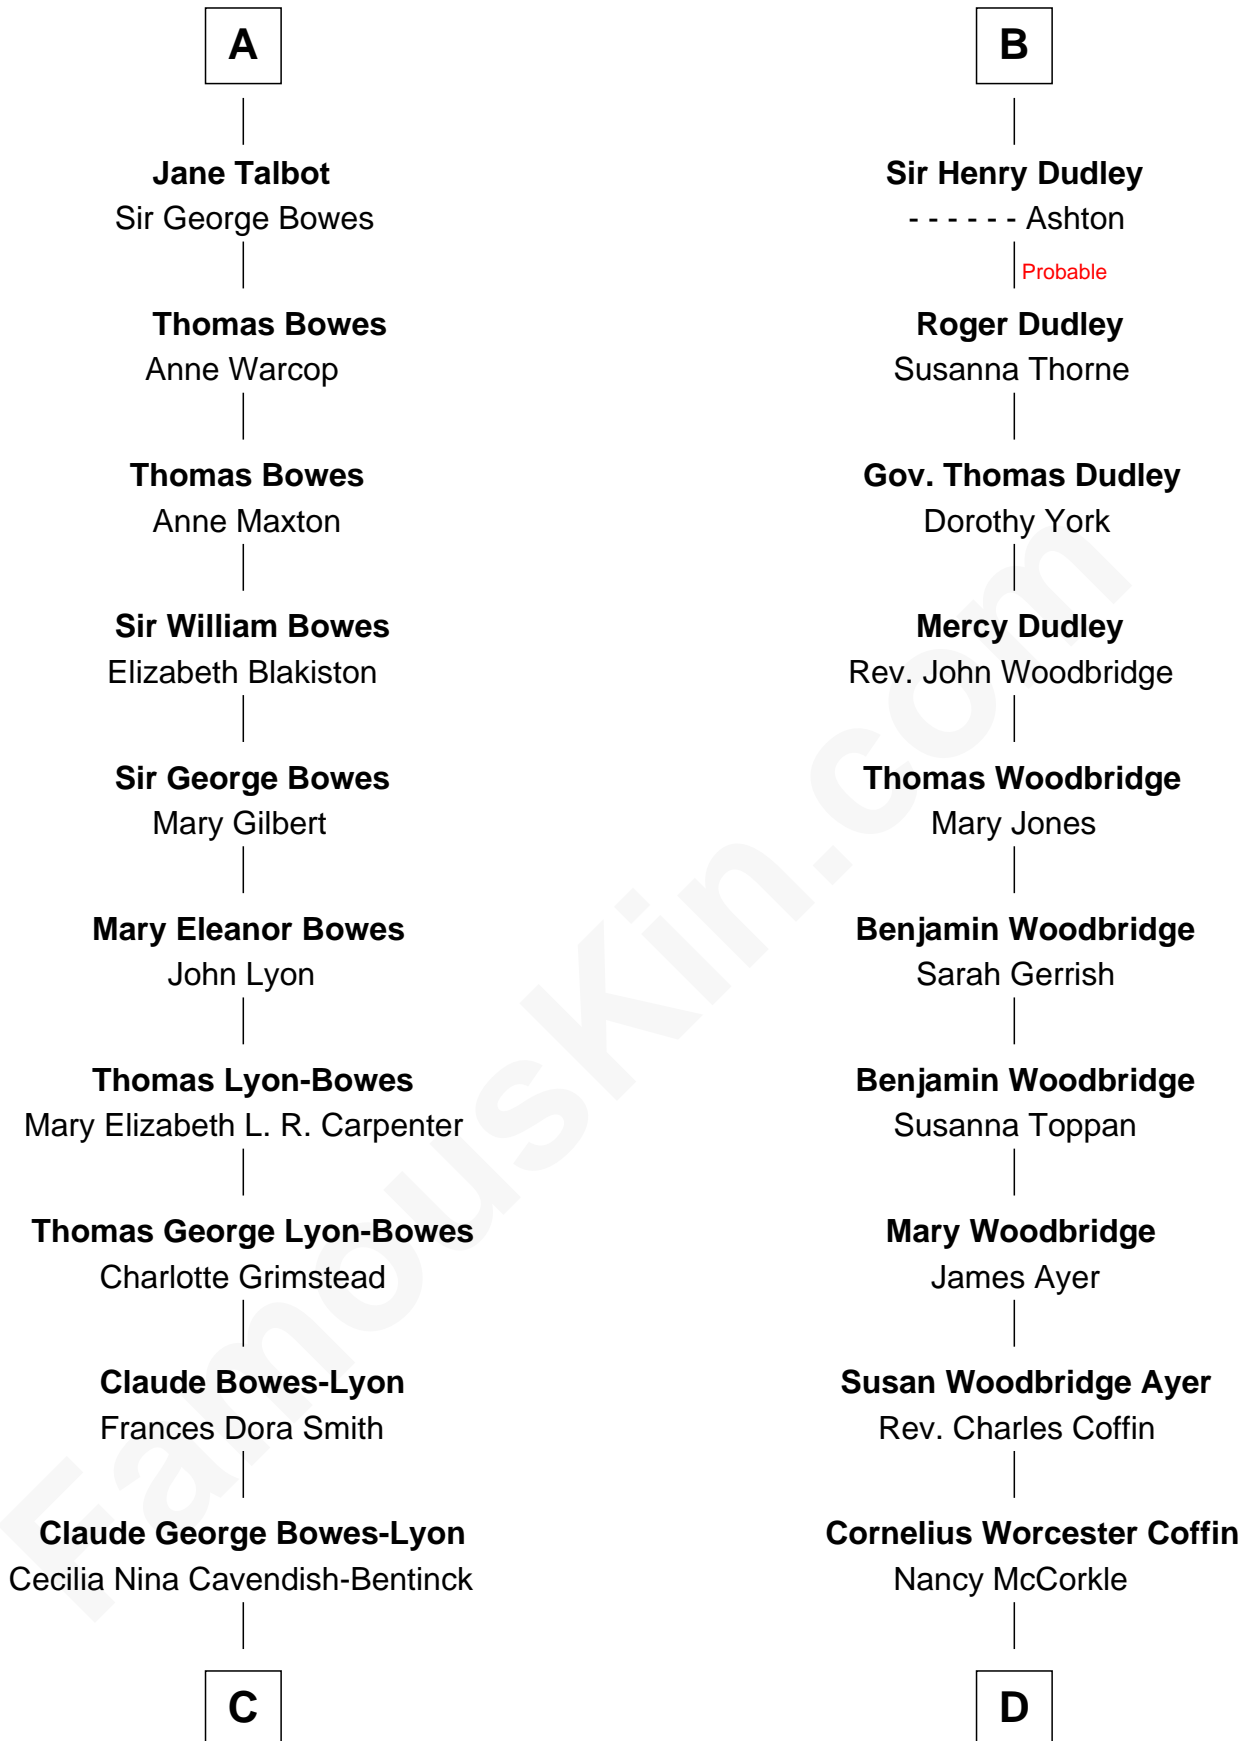 A
Jane Talbot
Sir George Bowes
Thomas Bowes
Anne Warcop
Thomas Bowes
Anne Maxton
Sir William Bowes
Elizabeth Blakiston
Sir George Bowes
Mary Gilbert
Mary Eleanor Bowes
John Lyon
Thomas Lyon-Bowes
Mary Elizabeth L. R. Carpenter
Thomas George Lyon-Bowes
Charlotte Grimstead
Claude Bowes-Lyon
Frances Dora Smith
Claude George Bowes-Lyon
Cecilia Nina Cavendish-Bentinck
C
B
Sir Henry Dudley
- - - - - - Ashton
Probable
Roger Dudley
Susanna Thorne
Gov. Thomas Dudley
Dorothy York
Mercy Dudley
Rev. John Woodbridge
Thomas Woodbridge
Mary Jones
Benjamin Woodbridge
Sarah Gerrish
Benjamin Woodbridge
Susanna Toppan
Mary Woodbridge
James Ayer
Susan Woodbridge Ayer
Rev. Charles Coffin
Cornelius Worcester Coffin
Nancy McCorkle
D
FamousKin.com